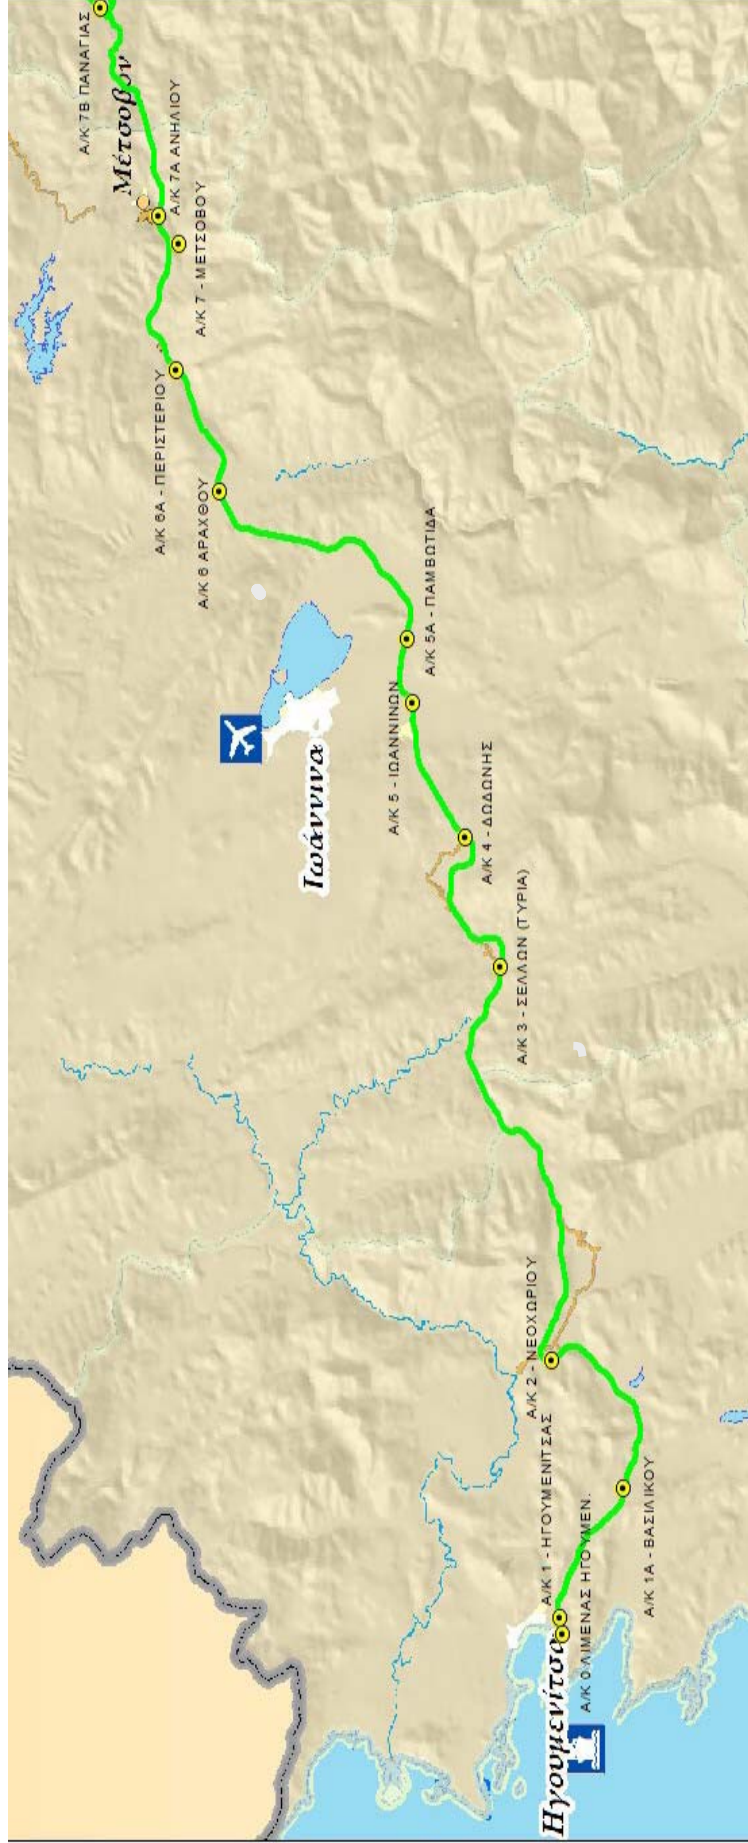 Ηγουμενίτσα
Α/Κ 0 ΛΙΜΕΝΑΣ ΗΓΟΥΜΕΝ.
Α/Κ 1 - ΗΓΟΥΜΕΝΙΤΣΑΣ
Α/Κ 1Α - ΒΑΣΙΛΙΚΟΥ
Α/Κ 2 - ΝΕΟΧΩΡΙΟΥ
Α/Κ 3 - ΣΕΛΛΩΝ (ΤΥΡΙΑ)
Α/Κ 4 - ΔΩΔΩΝΗΣ
Ιωάννινα
Α/Κ 5 - ΙΩΑΝΝΙΝΩΝ
Α/Κ 5Α - ΠΑΜΒΩΤΙΔΑ
Α/Κ 6 ΑΡΑΧΘΟΥ
Α/Κ 6Α - ΠΕΡΙΣΤΕΡΙΟΥ
Α/Κ 7 - ΜΕΤΣΟΒΟΥ
Α/Κ 7Α ΑΝΗΛΙΟΥ
Μέτσοβον
Α/Κ 7Β ΠΑΝΑΓΙΑΣ